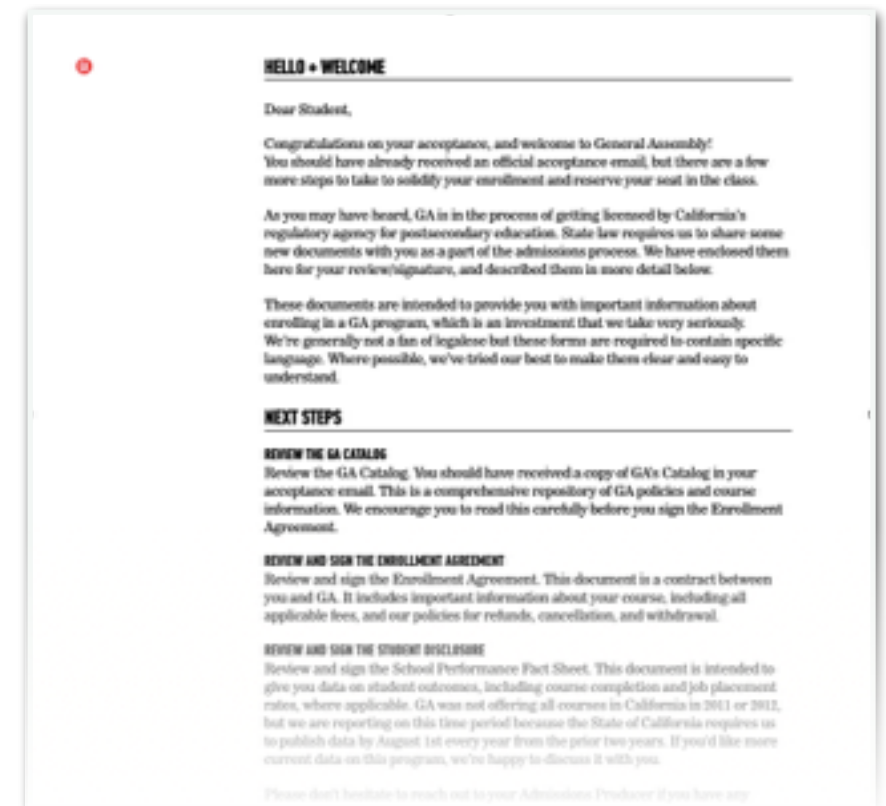 HELLO + WELCOME
Dear Student,
Congratulations on your acceptance, and welcome to General Assembly!
You should have already received an official acceptance email, but there are a few
more steps to take to solidify your enrollment and reserve your seat in the class.
As you may have heard, GA is in the process of getting licensed by California's
regulatory agency for postsecondary education. State law requires us to share some
new documents with you as a part of the admissions process. We have enclosed them
here for your review/signature, and described them in more detail below.
These documents are intended to provide you with important information about
enrolling in a GA program, which is an investment that we take very seriously.
We're generally not a fan of legalese but these forms are required to contain specific
language. Where possible, we've tried our best to make them clear and easy to
understand.
NEXT STEPS
REVIEW THE GA CATALOG
Review the GA Catalog. You should have received a copy of GA's Catalog in your
acceptance email. This is a comprehensive repository of GA policies and course
information. We encourage you to read this carefully before you sign the Enrollment
Agreement.
REVIEW AND SIGN THE ENROLLMENT AGREEMENT
Review and sign the Enrollment Agreement. This document is a contract between
you and GA. It includes important information about your course, including all
applicable fees, and our policies for refunds, cancellation, and withdrawal.
REVIEW AND SIGN THE STUDENT DISCLOSURE
Review and sign the School Performance Fact Sheet. This document is intended to
give you data on student outcomes, including course completion and job placement
rates, where applicable. GA was not offering all courses in California in 2011 or 2012,
but we are reporting on this time period because the State of California requires us
to publish data by August 1st every year from the prior two years. If you'd like more
current data on this program, we're happy to discuss it with you.
Please don't hesitate to reach out to your Admissions Producer if you have any